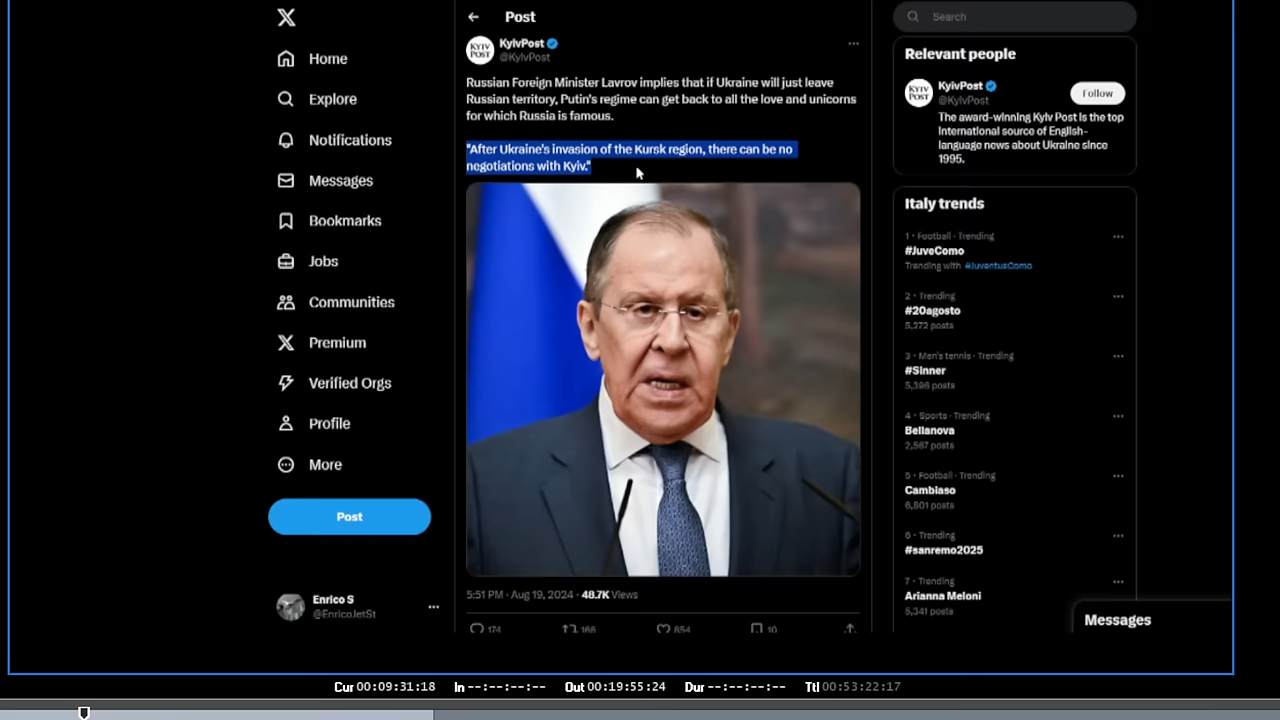 Post
KyivPost
@KyivPost
Russian Foreign Minister Lavrov implies that if Ukraine will just leave
Russian territory, Putin's regime can get back to all the love and unicorns
for which Russia is famous.
"After Ukraine's invasion of the Kursk region, there can be no
negotiations with Kyiv."
5:51 PM · Aug 19, 2024 · 48.7K Views
174 166 654 10
Home
Explore
Notifications
Messages
Bookmarks
Jobs
Communities
Premium
Verified Orgs
Profile
More
Post
Enrico S
@EnricoJetSt
KYIV
POST
Search
Relevant people
KYIV
POST
KyivPost
@KyivPost
Follow
The award-winning Kyiv Post is the top
international source of English-
language news about Ukraine since
1995.
Italy trends
1 · Football · Trending
#JuveComo
Trending with #JuventusComo
2 · Trending
#20agosto
5,272 posts
3 · Men's tennis · Trending
#Sinner
5,396 posts
4 · Sports · Trending
Bellanova
2,567 posts
5 · Football · Trending
Cambiaso
6,801 posts
6 · Trending
#sanremo2025
7 · Trending
Arianna Meloni
5,341 posts
Messages
Cur 00:09:31:18 In --:--:--:-- Out 00:19:55:24 Dur --:--:--:-- Ttl 00:53:22:17